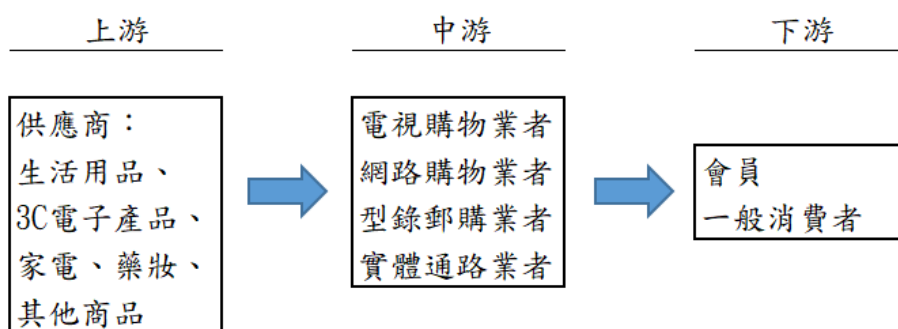 上游
供應商：
生活用品、
3C電子產品、
家電、藥妝、
其他商品
中游
電視購物業者
網路購物業者
型錄郵購業者
實體通路業者
下游
會員
一般消費者